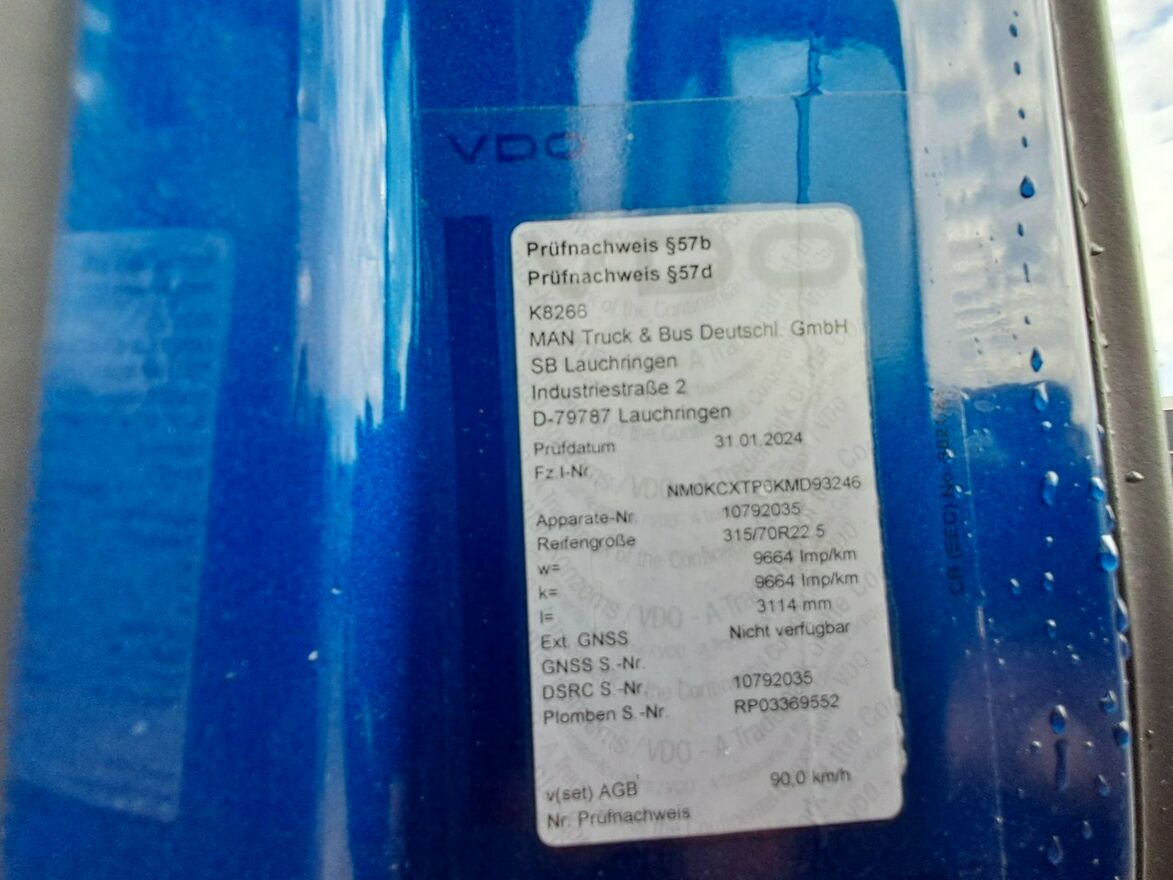 VDO
Prüfnachweis §57b
Prüfnachweis §57d
K8266
MAN Truck & Bus Deutschl. GmbH
SB Lauchringen
Industriestraße 2
D-79787 Lauchringen
Prüfdatum 31.01.2024
Fz.I-Nr.
NM0KCXTP6KMD93246
Apparate-Nr. 10792035
Reifengröße 315/70R22.5
w= 9664 Imp/km
k= 9664 Imp/km
l= 3114 mm
Ext. GNSS Nicht verfügbar
GNSS S.-Nr.
DSRC S.-Nr. 10792035
Plomben S.-Nr. RP03369552
v(set) AGB 90,0 km/h
Nr. Prüfnachweis